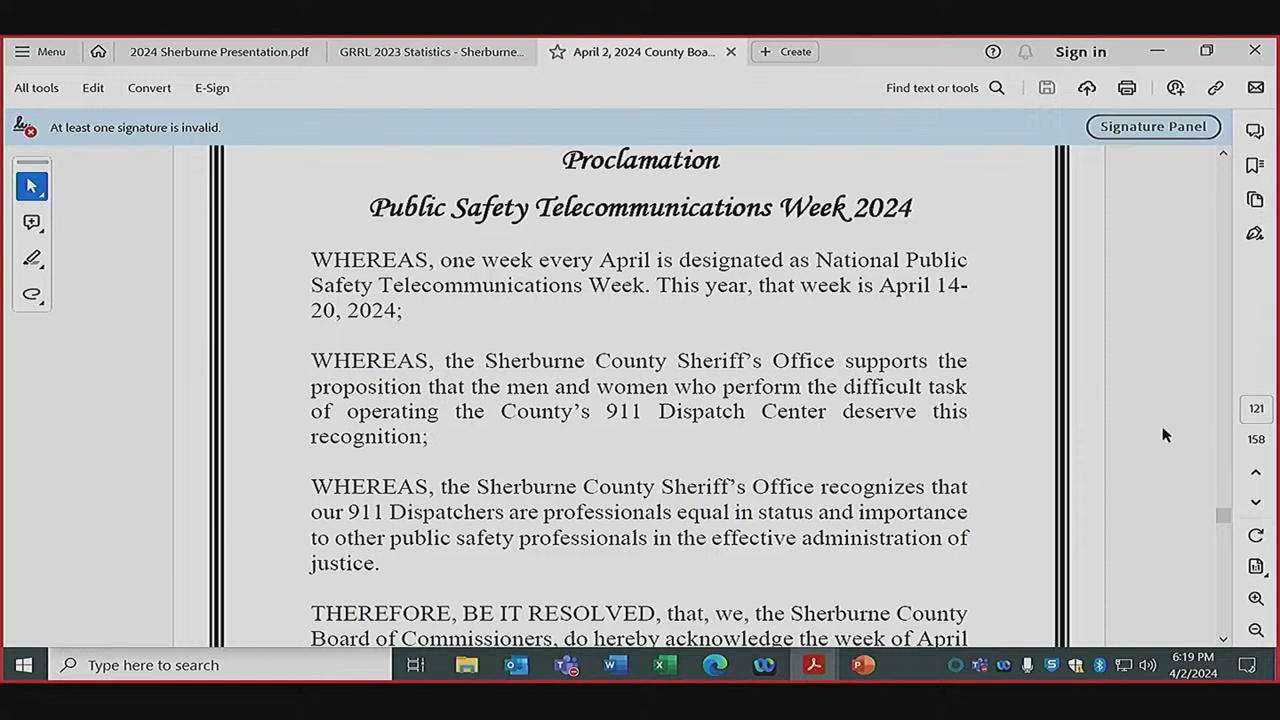 Menu
2024 Sherburne Presentation.pdf
GRRL 2023 Statistics - Sherburne...
April 2, 2024 County Boa...
Create
Sign in
All tools
Edit
Convert
E-Sign
Find text or tools
At least one signature is invalid.
Signature Panel
Proclamation
Public Safety Telecommunications Week 2024
WHEREAS, one week every April is designated as National Public
Safety Telecommunications Week. This year, that week is April 14-
20, 2024;
WHEREAS, the Sherburne County Sheriff's Office supports the
proposition that the men and women who perform the difficult task
of operating the County's 911 Dispatch Center deserve this
recognition;
WHEREAS, the Sherburne County Sheriff's Office recognizes that
our 911 Dispatchers are professionals equal in status and importance
to other public safety professionals in the effective administration of
justice.
THEREFORE, BE IT RESOLVED, that, we, the Sherburne County
Board of Commissioners, do hereby acknowledge the week of April
121
158
Type here to search
6:19 PM
4/2/2024